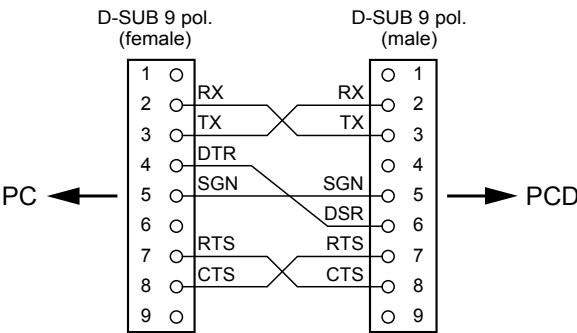 D-SUB 9 pol. D-SUB 9 pol.
(female) (male)
1 1
2 RX RX 2
3 TX TX 3
4 DTR 4
PC 5 SGN SGN 5 PCD
6 DSR 6
7 RTS RTS 7
8 CTS CTS 8
9 9